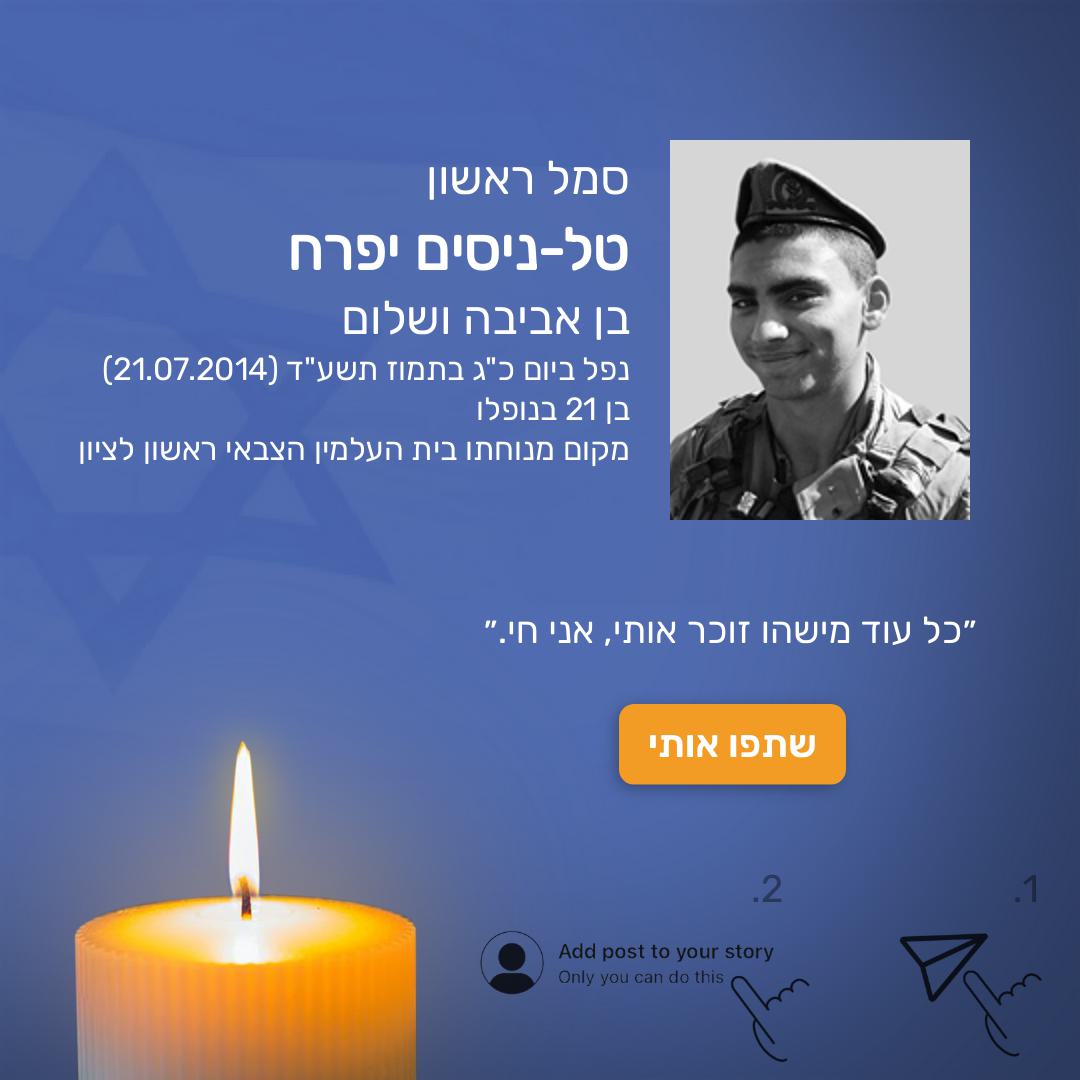 סמל ראשון
טל-ניסים יפרח
בן אביבה ושלום
נפל ביום כ"ג בתמוז תשע"ד (21.07.2014)
בן 21 בנופלו
מקום מנוחתו בית העלמין הצבאי ראשון לציון
״כל עוד מישהו זוכר אותי, אני חי.״
שתפו אותי
1.
2.
Add post to your story
Only you can do this